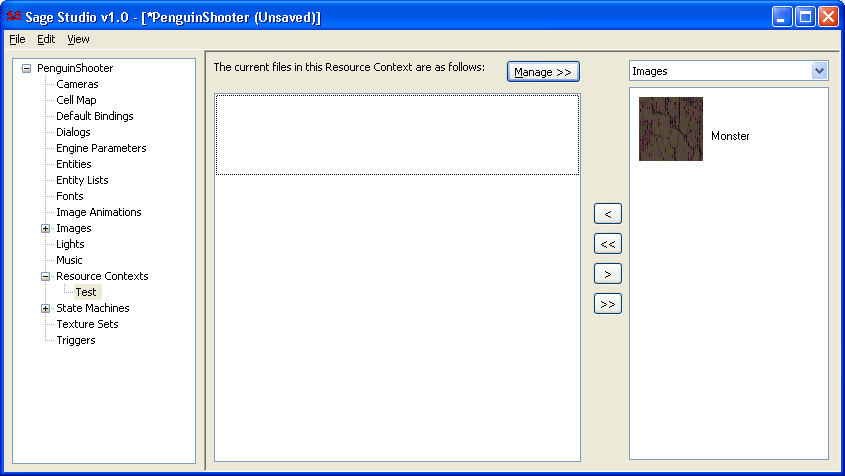 SS Sage Studio v1.0 - [*PenguinShooter (Unsaved)]
File Edit View
PenguinShooter
Cameras
Cell Map
Default Bindings
Dialogs
Engine Parameters
Entities
Entity Lists
Fonts
Image Animations
Images
Lights
Music
Resource Contexts
Test
State Machines
Texture Sets
Triggers
The current files in this Resource Context are as follows:
Manage >>
<
<<
>
>>
Images
Monster